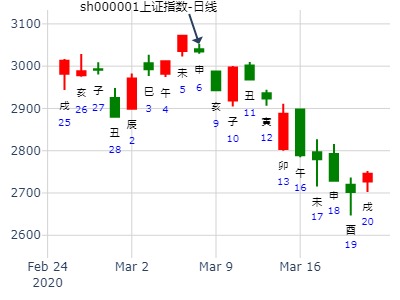 sh000001上证指数-日线
3100
3000
2900
2800
2700
2600
戌
25
亥
26
子
27
丑
28
辰
2
巳
3
午
4
未
5
申
6
亥
9
子
10
丑
11
寅
12
卯
13
午
16
未
17
申
18
酉
19
戌
20
Feb 24
2020
Mar 2
Mar 9
Mar 16